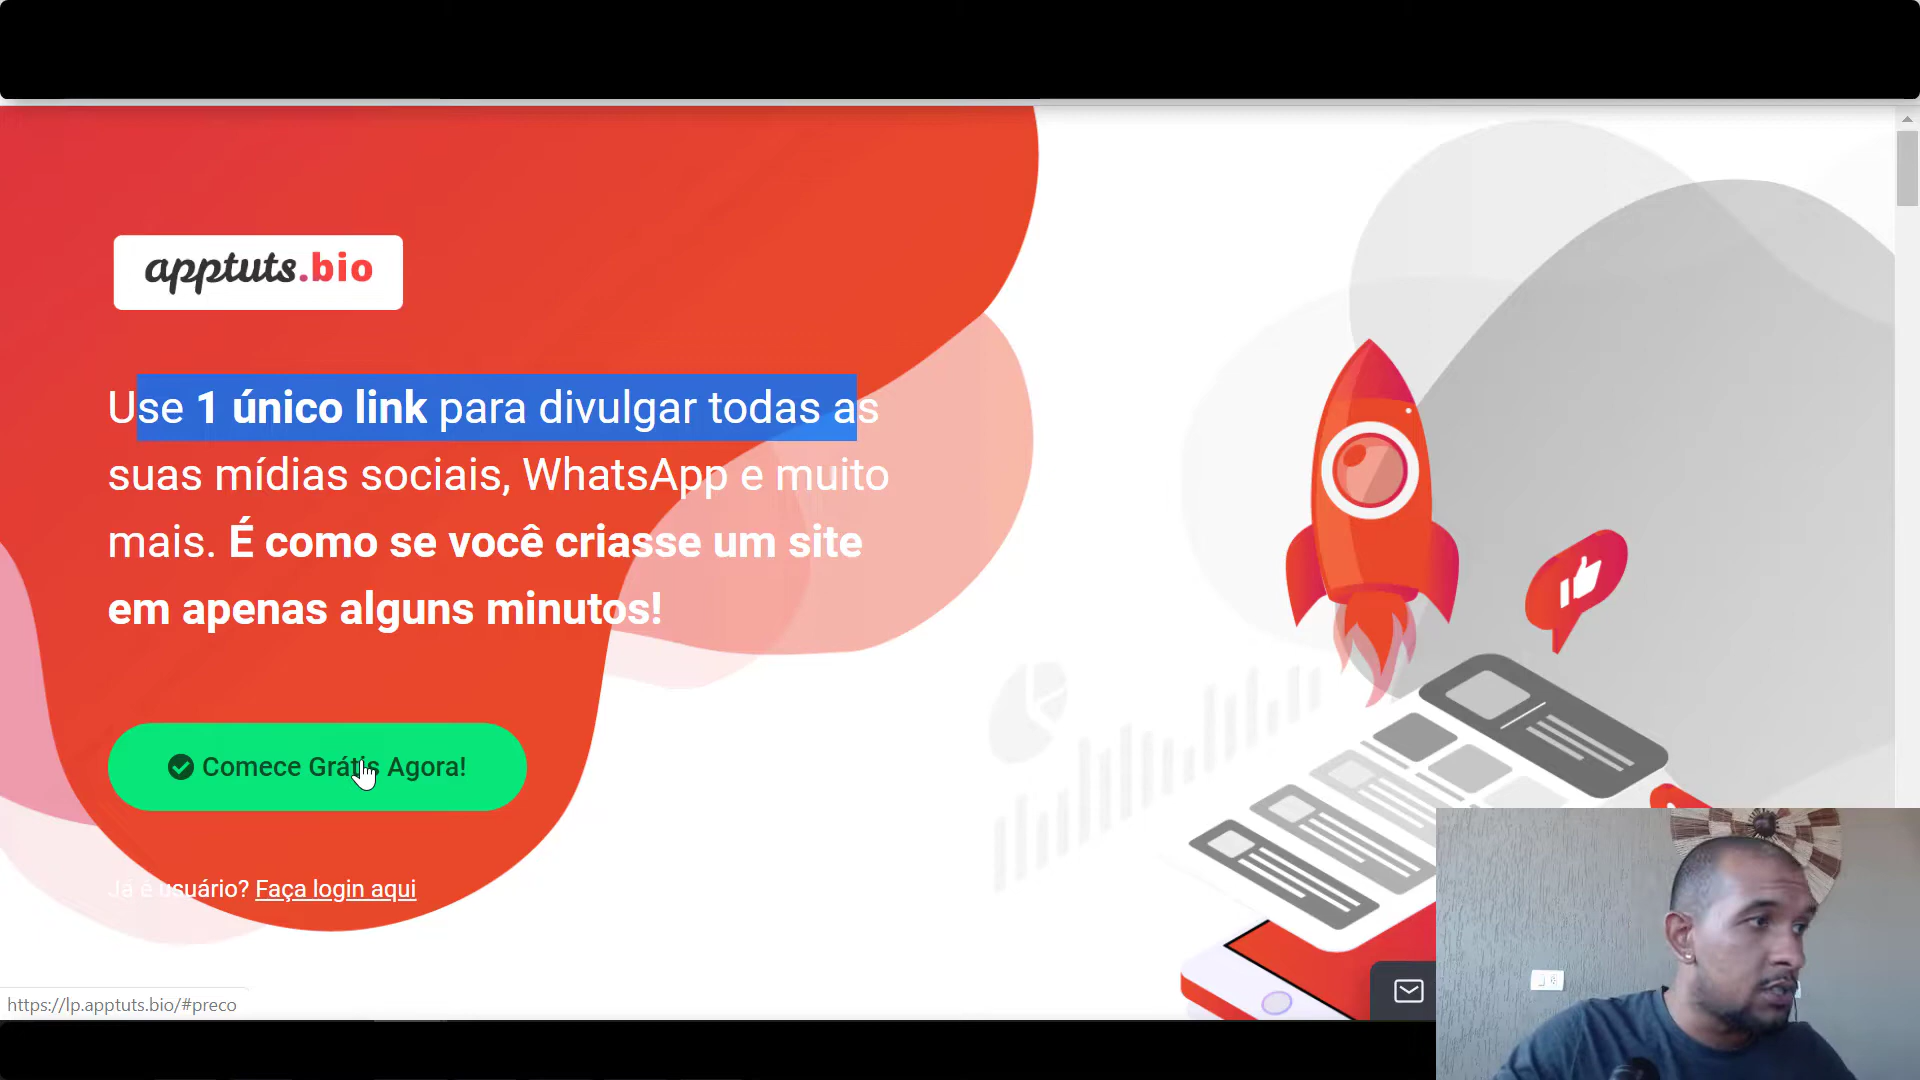 apptuts.bio
Use 1 único link para divulgar todas as
suas mídias sociais, WhatsApp e muito
mais. É como se você criasse um site
em apenas alguns minutos!
Comece Grátis Agora!
Já é usuário? Faça login aqui
https://lp.apptuts.bio/#preco